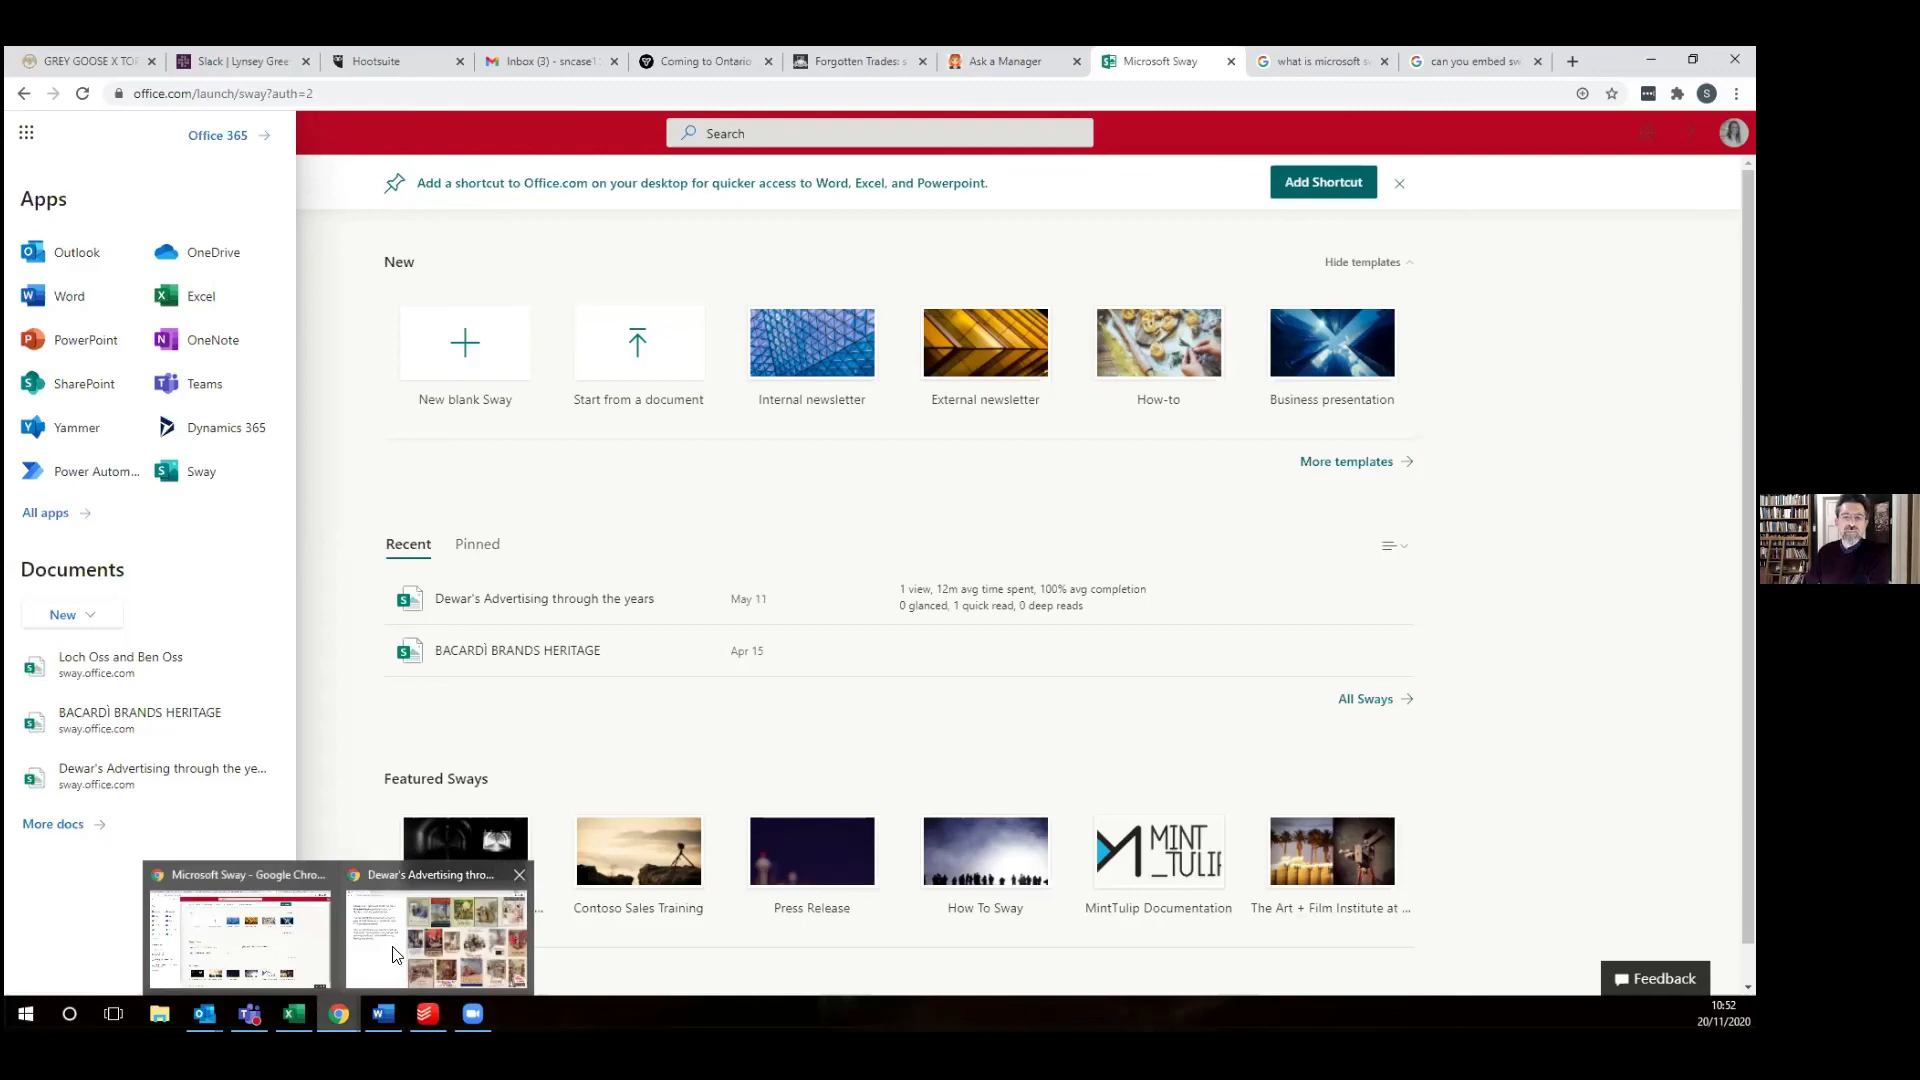 GREY GOOSE X TOP
Slack | Lynsey Gree
Hootsuite
Inbox (3) - sncase1
Coming to Ontario
Forgotten Trades: s
Ask a Manager
Microsoft Sway
what is microsoft s
can you embed sw
office.com/launch/sway?auth=2
S
Office 365
Search
Add a shortcut to Office.com on your desktop for quicker access to Word, Excel, and Powerpoint.
Add Shortcut
Apps
Outlook
OneDrive
Word
Excel
PowerPoint
OneNote
SharePoint
Teams
Yammer
Dynamics 365
Power Autom...
Sway
All apps
Documents
New
Loch Oss and Ben Oss
sway.office.com
BACARDÌ BRANDS HERITAGE
sway.office.com
Dewar's Advertising through the ye...
sway.office.com
More docs
New
Hide templates
New blank Sway
Start from a document
Internal newsletter
External newsletter
How-to
Business presentation
More templates
Recent
Pinned
Dewar's Advertising through the years
May 11
1 view, 12m avg time spent, 100% avg completion
0 glanced, 1 quick read, 0 deep reads
BACARDÌ BRANDS HERITAGE
Apr 15
All Sways
Featured Sways
MINT
_TULIP
Contoso Sales Training
Press Release
How To Sway
MintTulip Documentation
The Art + Film Institute at ...
Microsoft Sway - Google Chro...
Dewar's Advertising thro...
Feedback
10:52
20/11/2020